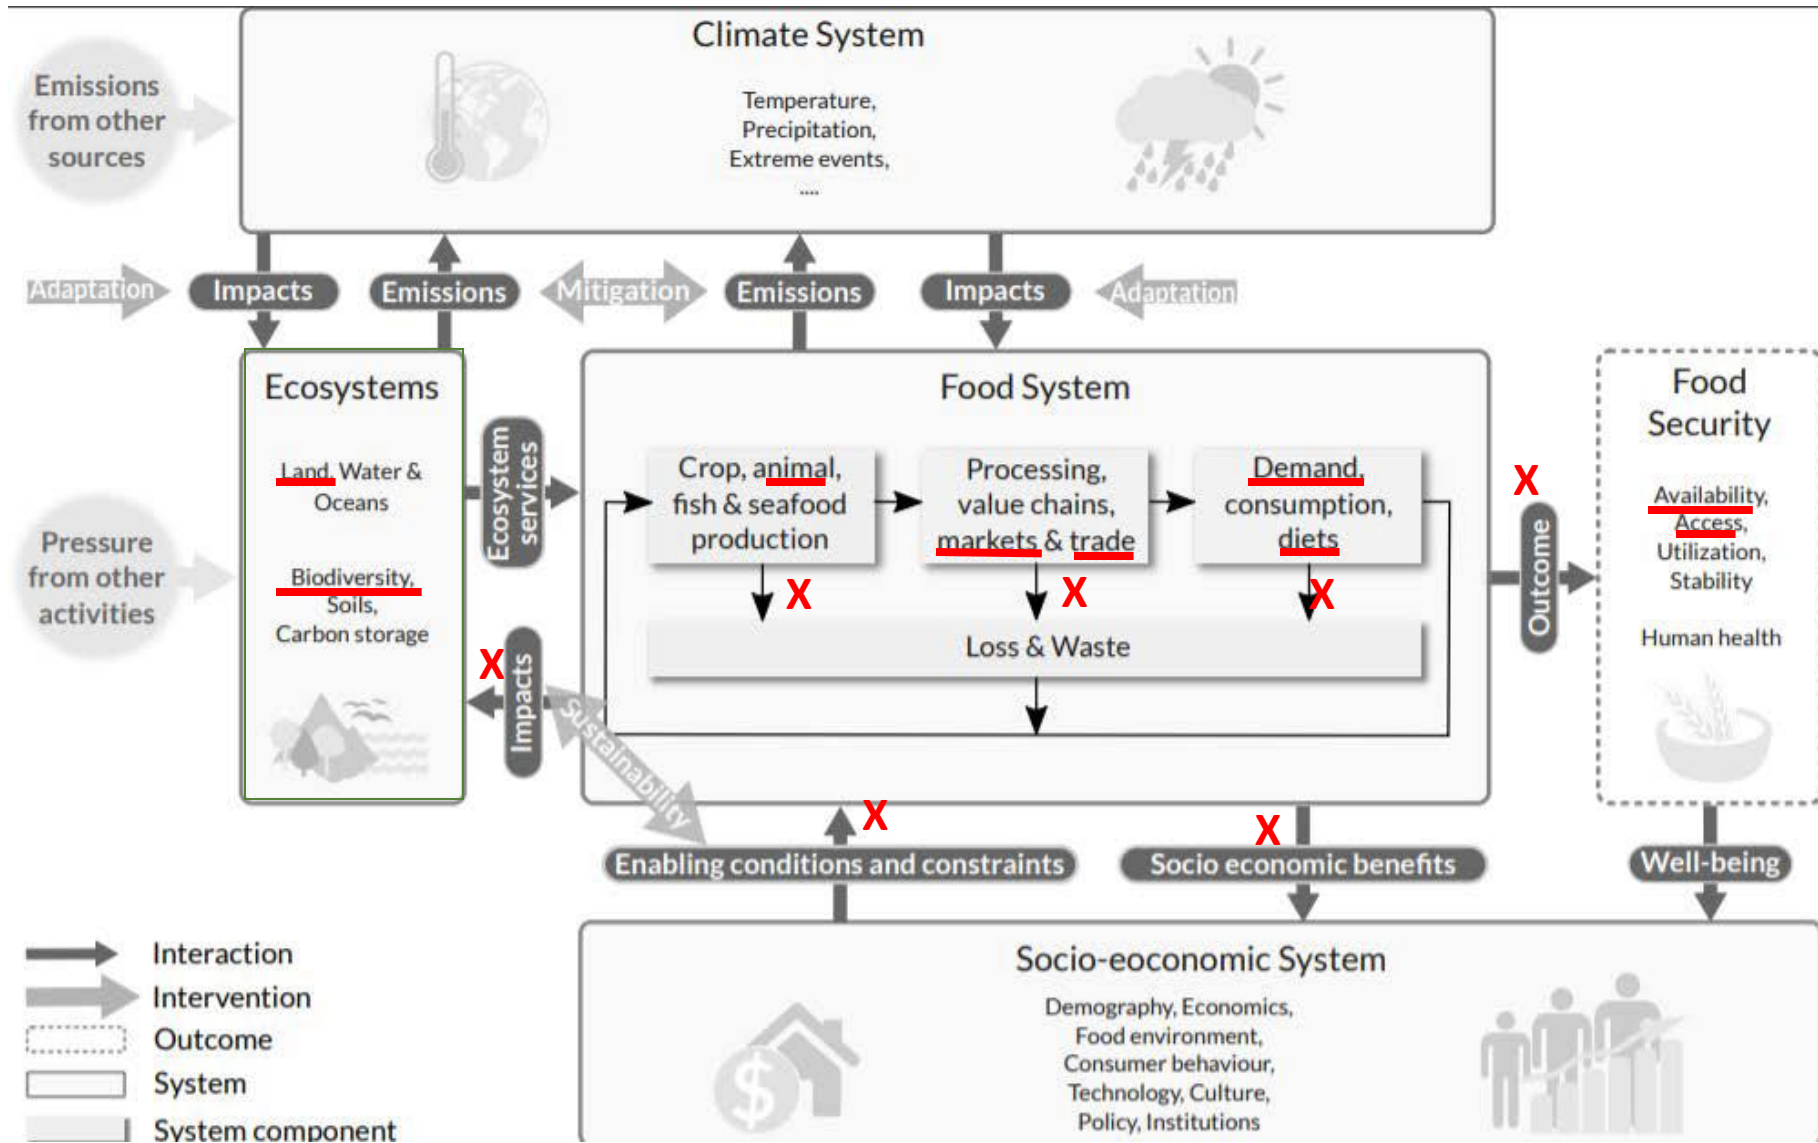 Climate System
Emissions
from other
sources
Temperature,
Precipitation,
Extreme events,
....
Adaptation
Impacts
Emissions
Mitigation
Emissions
Impacts
Adaptation
Ecosystems
Land, Water &
Oceans
Biodiversity,
Soils,
Carbon storage
Pressure
from other
activities
Ecosystem
services
X
Impacts
Sustainability
Food System
Crop, animal,
fish & seafood
production
Processing,
value chains,
markets & trade
Demand,
consumption,
diets
X
X
X
Loss & Waste
X
Outcome
Food
Security
Availability,
Access,
Utilization,
Stability
Human health
X
X
Enabling conditions and constraints
Socio economic benefits
Well-being
Socio-eoconomic System
Demography, Economics,
Food environment,
Consumer behaviour,
Technology, Culture,
Policy, Institutions
$
Interaction
Intervention
Outcome
System
System component